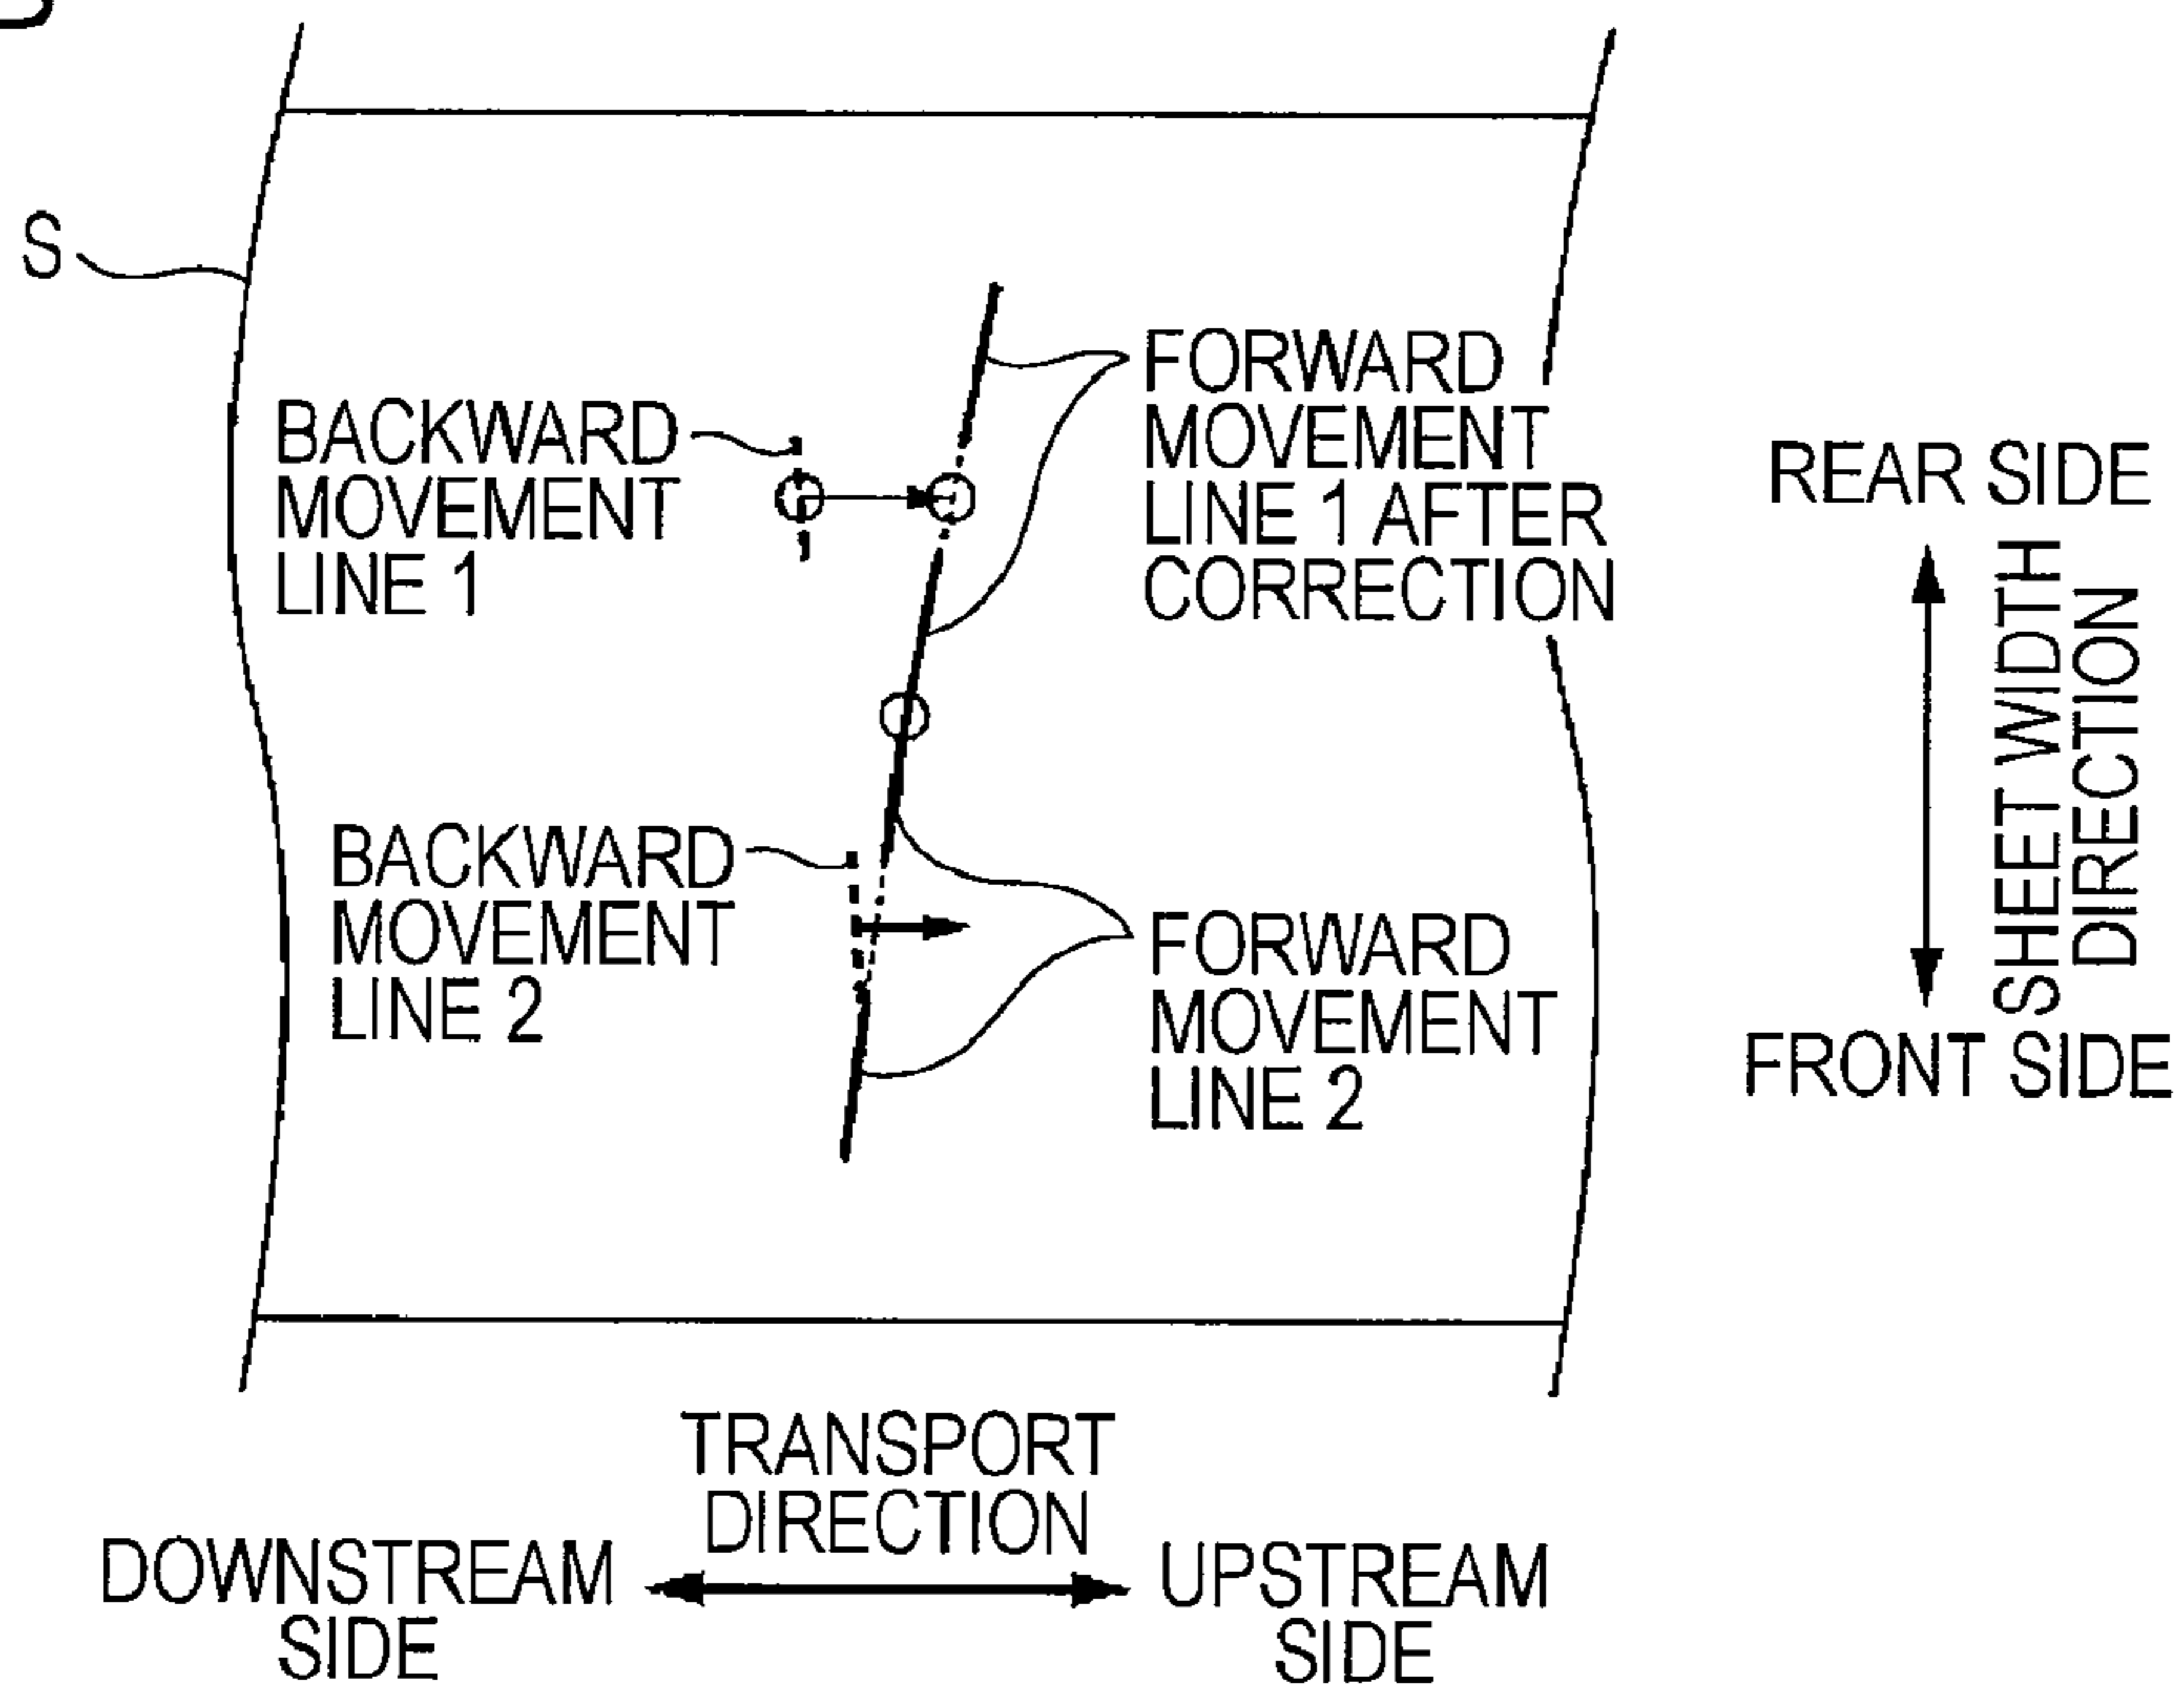 S
FORWARD
MOVEMENT
LINE 1 AFTER
CORRECTION
BACKWARD
MOVEMENT
LINE 1
REAR SIDE
SHEET WIDTH
DIRECTION
FRONT SIDE
BACKWARD
MOVEMENT
LINE 2
FORWARD
MOVEMENT
LINE 2
TRANSPORT
DIRECTION
DOWNSTREAM
SIDE
UPSTREAM
SIDE